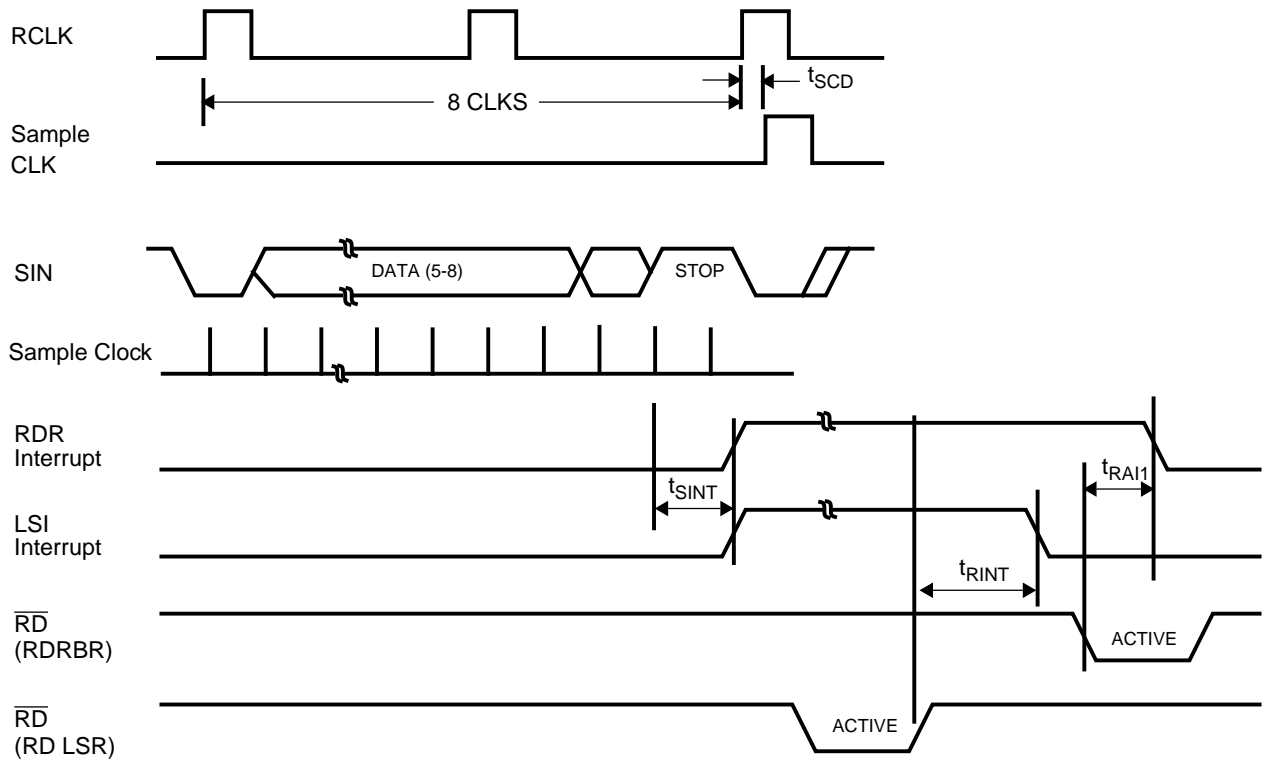 RCLK
tSCD
8 CLKS
Sample
CLK
SIN
DATA (5-8)
STOP
Sample Clock
RDR
Interrupt
tRAI1
tSINT
LSI
Interrupt
tRINT
RD
(RDRBR)
ACTIVE
RD
(RD LSR)
ACTIVE